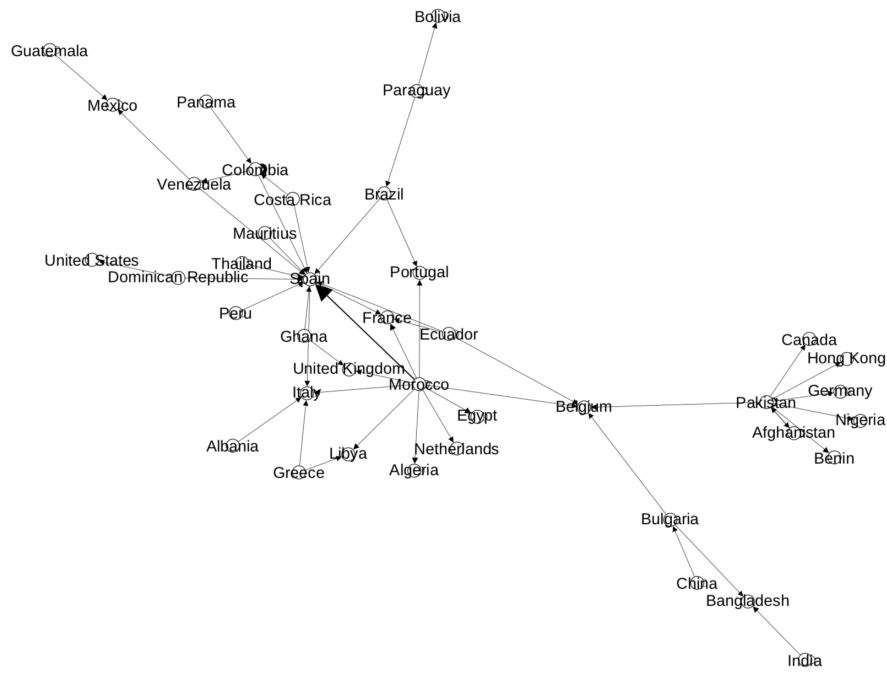 Bolivia
Guatemala
Paraguay
Mexico
Panama
Colombia
Venezuela
Brazil
Costa Rica
Mauritius
United States
Thailand
Portugal
Dominican Republic
Spain
Peru
France
Ghana
Ecuador
Canada
Hong Kong
United Kingdom
Morocco
Italy
Germany
Pakistan
Belgium
Egypt
Nigeria
Afghanistan
Albania
Netherlands
Libya
Benin
Greece
Algeria
Bulgaria
China
Bangladesh
India